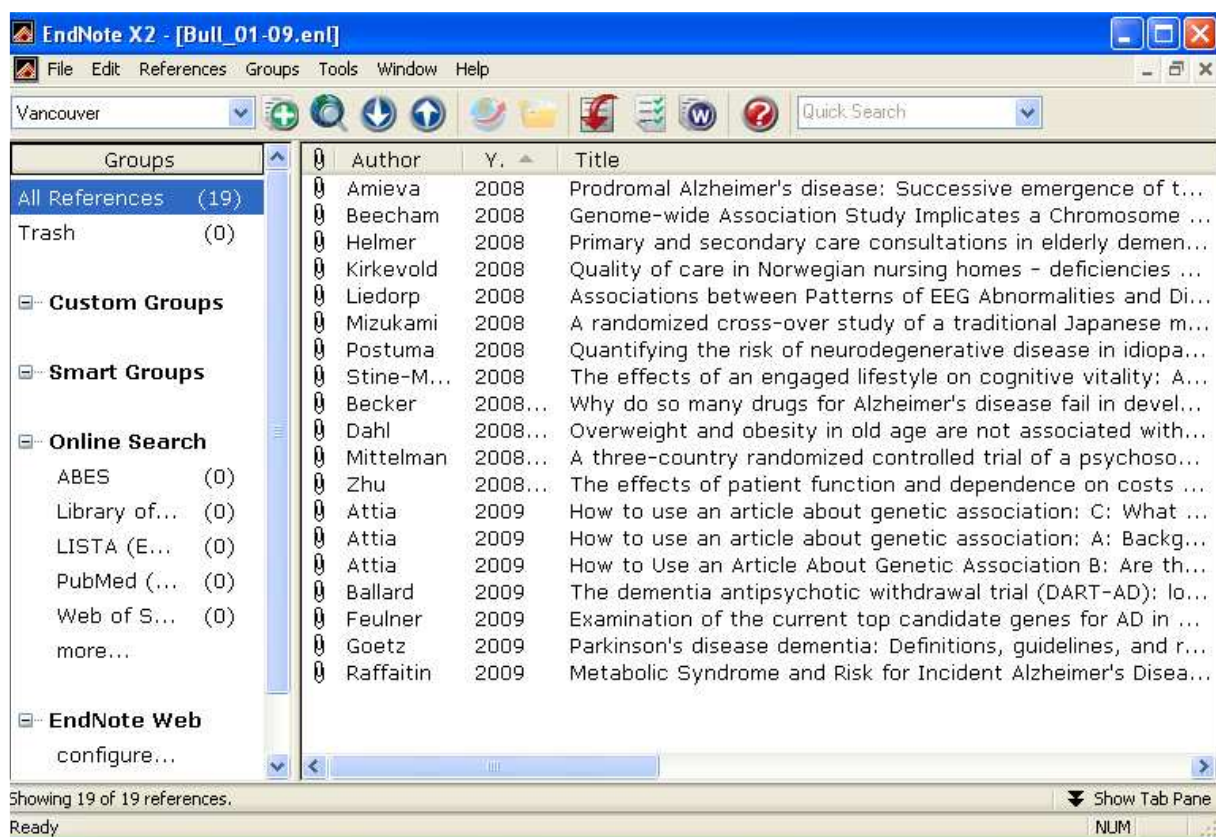 EndNote X2 - [Bull_01-09.enl]
File Edit References Groups Tools Window Help
Vancouver
Quick Search
Groups
All References (19)
Trash (0)
Custom Groups
Smart Groups
Online Search
ABES (0)
Library of... (0)
LISTA (E... (0)
PubMed (... (0)
Web of S... (0)
more...
EndNote Web
configure...
Author Y. Title
Amieva 2008 Prodromal Alzheimer's disease: Successive emergence of t...
Beecham 2008 Genome-wide Association Study Implicates a Chromosome ...
Helmer 2008 Primary and secondary care consultations in elderly demen...
Kirkevold 2008 Quality of care in Norwegian nursing homes - deficiencies ...
Liedorp 2008 Associations between Patterns of EEG Abnormalities and Di...
Mizukami 2008 A randomized cross-over study of a traditional Japanese m...
Postuma 2008 Quantifying the risk of neurodegenerative disease in idiopa...
Stine-M... 2008 The effects of an engaged lifestyle on cognitive vitality: A...
Becker 2008... Why do so many drugs for Alzheimer's disease fail in devel...
Dahl 2008... Overweight and obesity in old age are not associated with...
Mittelman 2008... A three-country randomized controlled trial of a psychoso...
Zhu 2008... The effects of patient function and dependence on costs ...
Attia 2009 How to use an article about genetic association: C: What ...
Attia 2009 How to use an article about genetic association: A: Backg...
Attia 2009 How to Use an Article About Genetic Association B: Are th...
Ballard 2009 The dementia antipsychotic withdrawal trial (DART-AD): lo...
Feulner 2009 Examination of the current top candidate genes for AD in ...
Goetz 2009 Parkinson's disease dementia: Definitions, guidelines, and r...
Raffaitin 2009 Metabolic Syndrome and Risk for Incident Alzheimer's Disea...
Showing 19 of 19 references.
Show Tab Pane
Ready
NUM